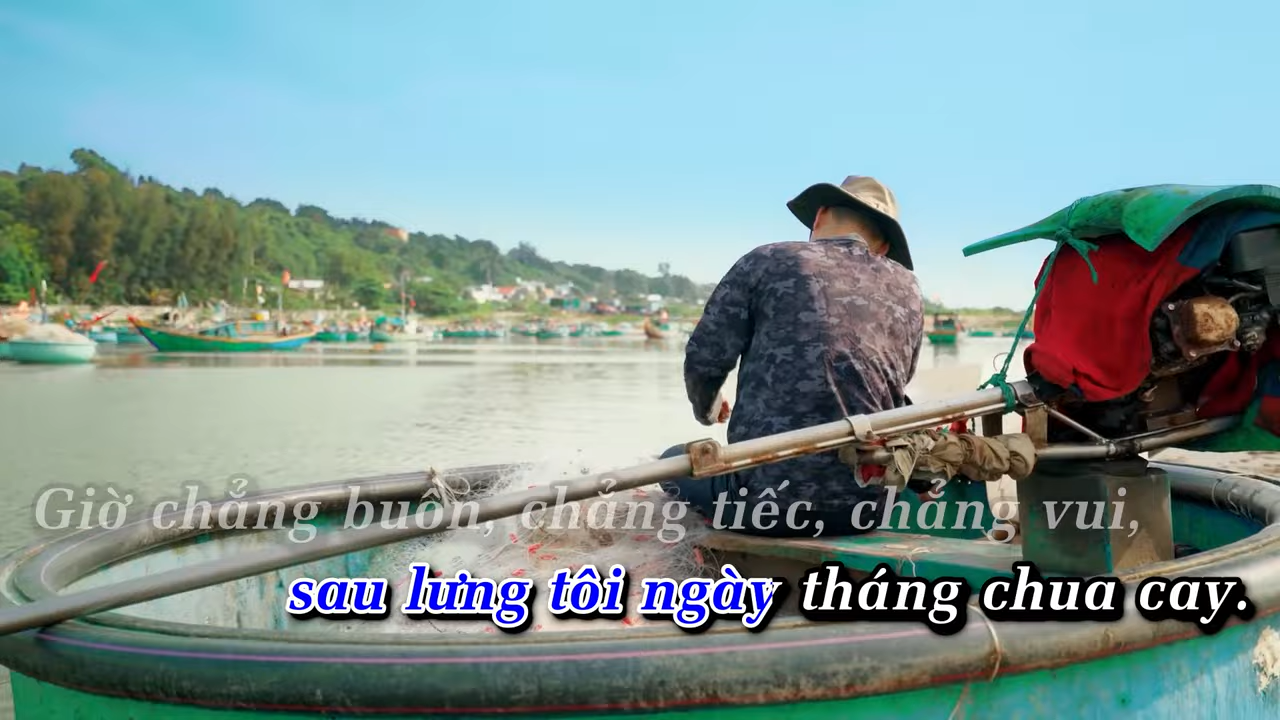 Giờ chẳng buồn, chẳng tiếc, chẳng vui,
sau lưng tôi ngày tháng chua cay.